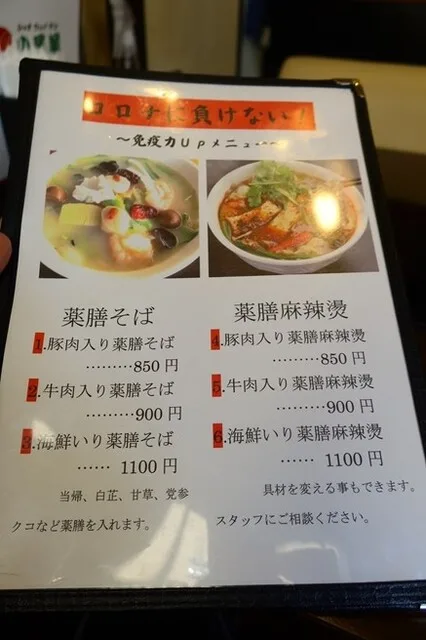 コロナに負けない！
～免疫力UPメニュー～
薬膳そば
1.豚肉入り薬膳そば
………850円
2.牛肉入り薬膳そば
………900円
3.海鮮いり薬膳そば
……1100円
当帰、白芷、甘草、党参
クコなど薬膳を入れます。
薬膳麻辣燙
4.豚肉入り薬膳麻辣燙
………850円
5.牛肉入り薬膳麻辣燙
………900円
6.海鮮いり薬膳麻辣燙
……1100円
具材を変える事もできます。
スタッフにご相談ください。